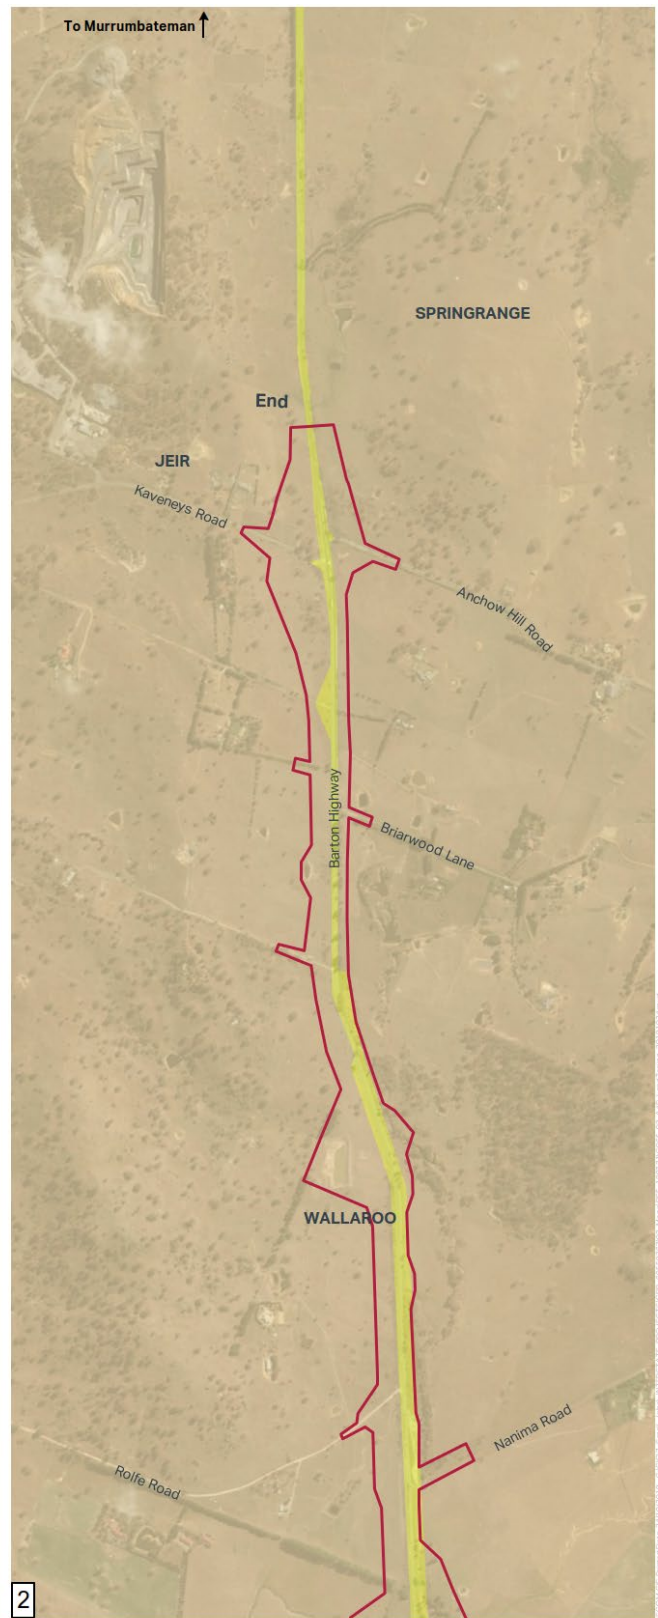 To Murrumbateman
SPRINGRANGE
End
JEIR
Kaveneys Road
Anchow Hill Road
Barton Highway
Briarwood Lane
WALLAROO
Nanima Road
Rolfe Road
2